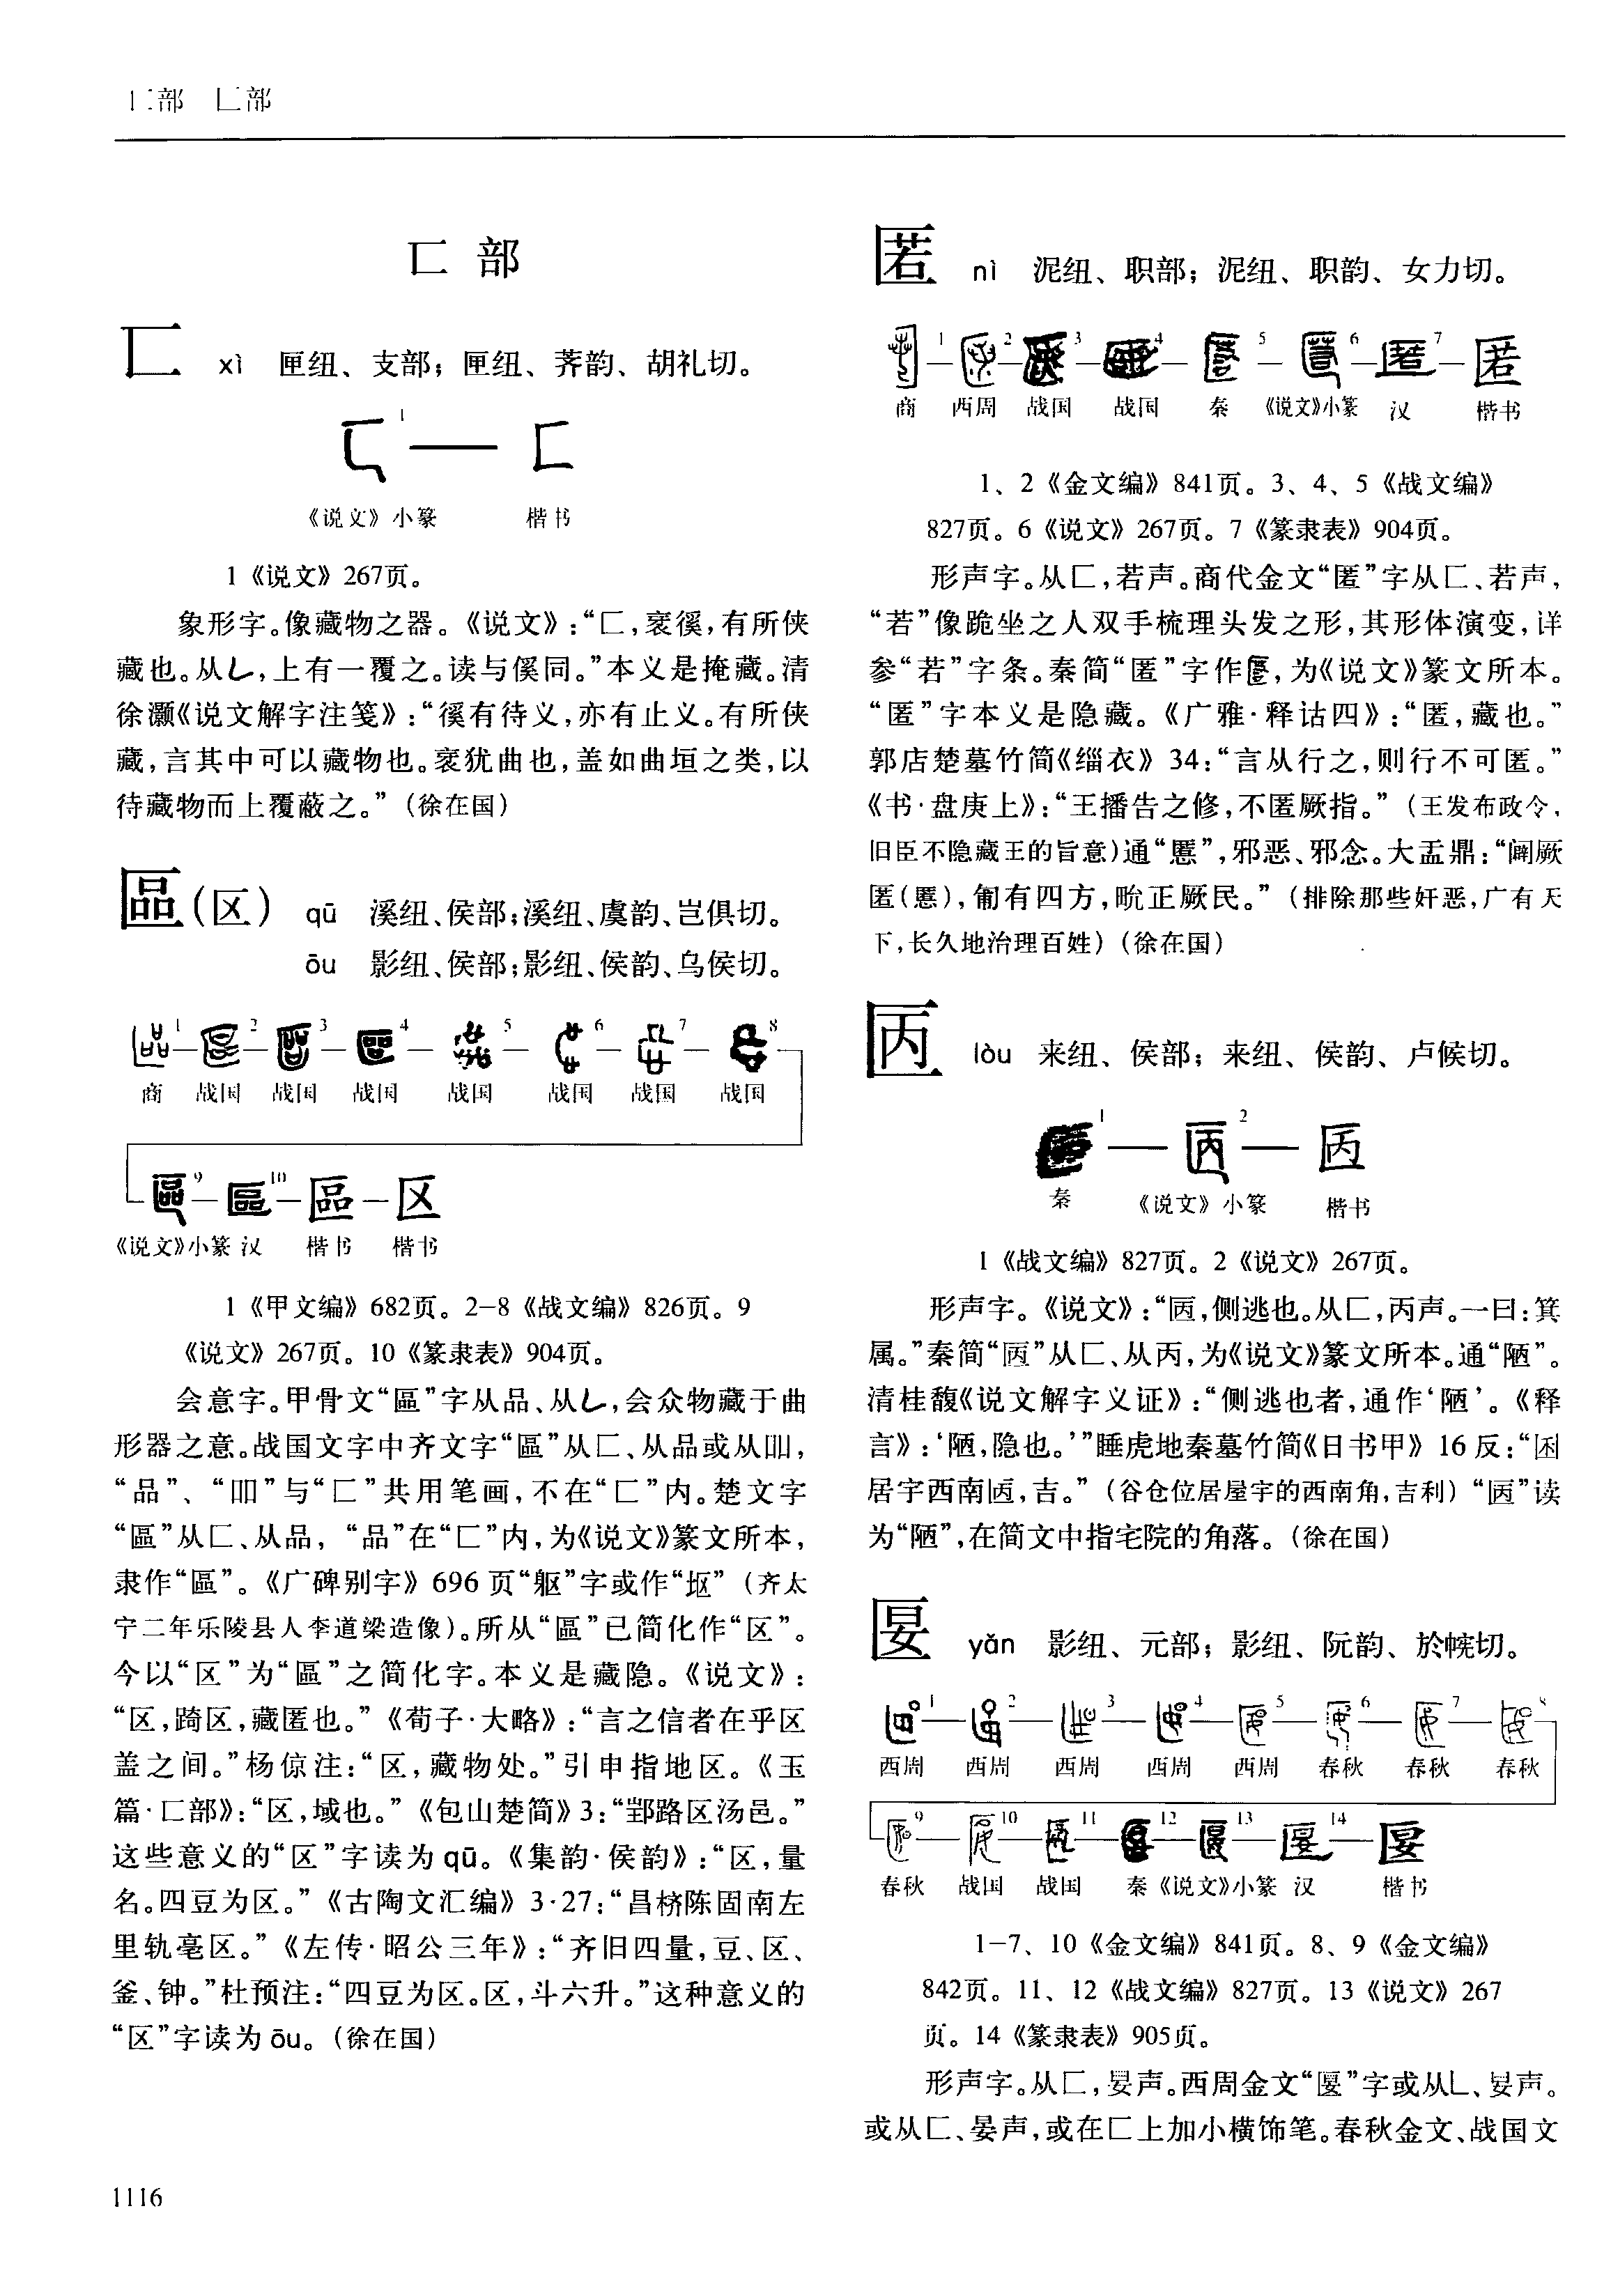 匚部 匸部
匸 部
匸 xì 匣纽、支部；匣纽、荠韵、胡礼切。
1
《说文》小篆 楷书
1《说文》267页。
象形字。像藏物之器。《说文》：“匸，衺徯，有所侠
藏也。从𠃊，上有一覆之。读与傒同。”本义是掩藏。清
徐灏《说文解字注笺》：“徯有待义，亦有止义。有所侠
藏，言其中可以藏物也。衺犹曲也，盖如曲垣之类，以
待藏物而上覆蔽之。”（徐在国）
區（区） qū 溪纽、侯部；溪纽、虞韵、岂俱切。
ōu 影纽、侯部；影纽、侯韵、乌侯切。
1 2 3 4 5 6 7 8
商 战国 战国 战国 战国 战国 战国 战国
9 10 區 区
《说文》小篆 汉 楷书 楷书
1《甲文编》682页。2-8《战文编》826页。9
《说文》267页。10《篆隶表》904页。
会意字。甲骨文“區”字从品、从𠃊，会众物藏于曲
形器之意。战国文字中齐文字“區”从匸、从品或从吅，
“品”、“吅”与“匸”共用笔画，不在“匸”内。楚文字
“區”从匸、从品，“品”在“匸”内，为《说文》篆文所本，
隶作“區”。《广碑别字》696页“躯”字或作“𰈛”（齐太
宁二年乐陵县人李道梁造像）。所从“區”已简化作“区”。
今以“区”为“區”之简化字。本义是藏隐。《说文》：
“区，踦区，藏匿也。”《荀子·大略》：“言之信者在乎区
盖之间。”杨倞注：“区，藏物处。”引申指地区。《玉
篇·匸部》：“区，域也。”《包山楚简》3：“郢路区汤邑。”
这些意义的“区”字读为qū。《集韵·侯韵》：“区，量
名。四豆为区。”《古陶文汇编》3·27：“昌櫅陈固南左
里轨亳区。”《左传·昭公三年》：“齐旧四量，豆、区、
釜、钟。”杜预注：“四豆为区。区，斗六升。”这种意义的
“区”字读为ōu。（徐在国）
匿 nì 泥纽、职部；泥纽、职韵、女力切。
1 2 3 4 5 6 7 匿
商 西周 战国 战国 秦 《说文》小篆 汉 楷书
1、2《金文编》841页。3、4、5《战文编》
827页。6《说文》267页。7《篆隶表》904页。
形声字。从匸，若声。商代金文“匿”字从匸、若声，
“若”像跪坐之人双手梳理头发之形，其形体演变，详
参“若”字条。秦简“匿”字作，为《说文》篆文所本。
“匿”字本义是隐藏。《广雅·释诂四》：“匿，藏也。”
郭店楚墓竹简《缁衣》34：“言从行之，则行不可匿。”
《书·盘庚上》：“王播告之修，不匿厥指。”（王发布政令，
旧臣不隐藏王的旨意）通“慝”，邪恶、邪念。大盂鼎：“闢厥
匿（慝），匍有四方，畯正厥民。”（排除那些奸恶，广有天
下，长久地治理百姓）（徐在国）
㔷 lòu 来纽、侯部；来纽、侯韵、卢候切。
1 2 㔷
秦 《说文》小篆 楷书
1《战文编》827页。2《说文》267页。
形声字。《说文》：“㔷，侧逃也。从匸，丙声。一曰：箕
属。”秦简“㔷”从匸、从丙，为《说文》篆文所本。通“陋”。
清桂馥《说文解字义证》：“侧逃也者，通作‘陋’。《释
言》：‘陋，隐也。’”睡虎地秦墓竹简《日书甲》16反：“囷
居宇西南㔷，吉。”（谷仓位居屋宇的西南角，吉利）“㔷”读
为“陋”，在简文中指宅院的角落。（徐在国）
匽 yǎn 影纽、元部；影纽、阮韵、於幰切。
1 2 3 4 5 6 7 8
西周 西周 西周 西周 西周 春秋 春秋 春秋
9 10 11 12 13 14 匽
春秋 战国 战国 秦 《说文》小篆 汉 楷书
1-7、10《金文编》841页。8、9《金文编》
842页。11、12《战文编》827页。13《说文》267
页。14《篆隶表》905页。
形声字。从匸，妟声。西周金文“匽”字或从𠃊、妟声。
或从匸、晏声，或在匸上加小横饰笔。春秋金文、战国文
1116